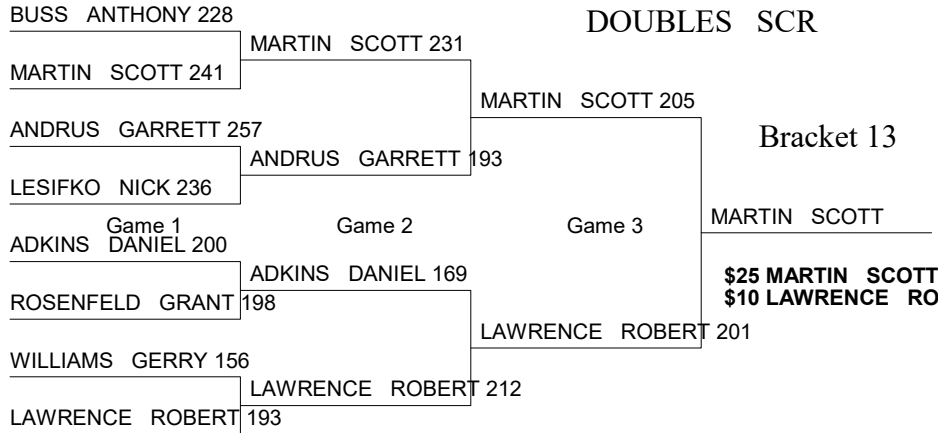 BUSS ANTHONY 228
DOUBLES SCR
MARTIN SCOTT 231
MARTIN SCOTT 241
MARTIN SCOTT 205
ANDRUS GARRETT 257
Bracket 13
ANDRUS GARRETT 193
LESIFKO NICK 236
Game 1
Game 2
Game 3
MARTIN SCOTT
ADKINS DANIEL 200
ADKINS DANIEL 169
$25 MARTIN SCOTT
ROSENFELD GRANT 198
$10 LAWRENCE RO
LAWRENCE ROBERT 201
WILLIAMS GERRY 156
LAWRENCE ROBERT 212
LAWRENCE ROBERT 193